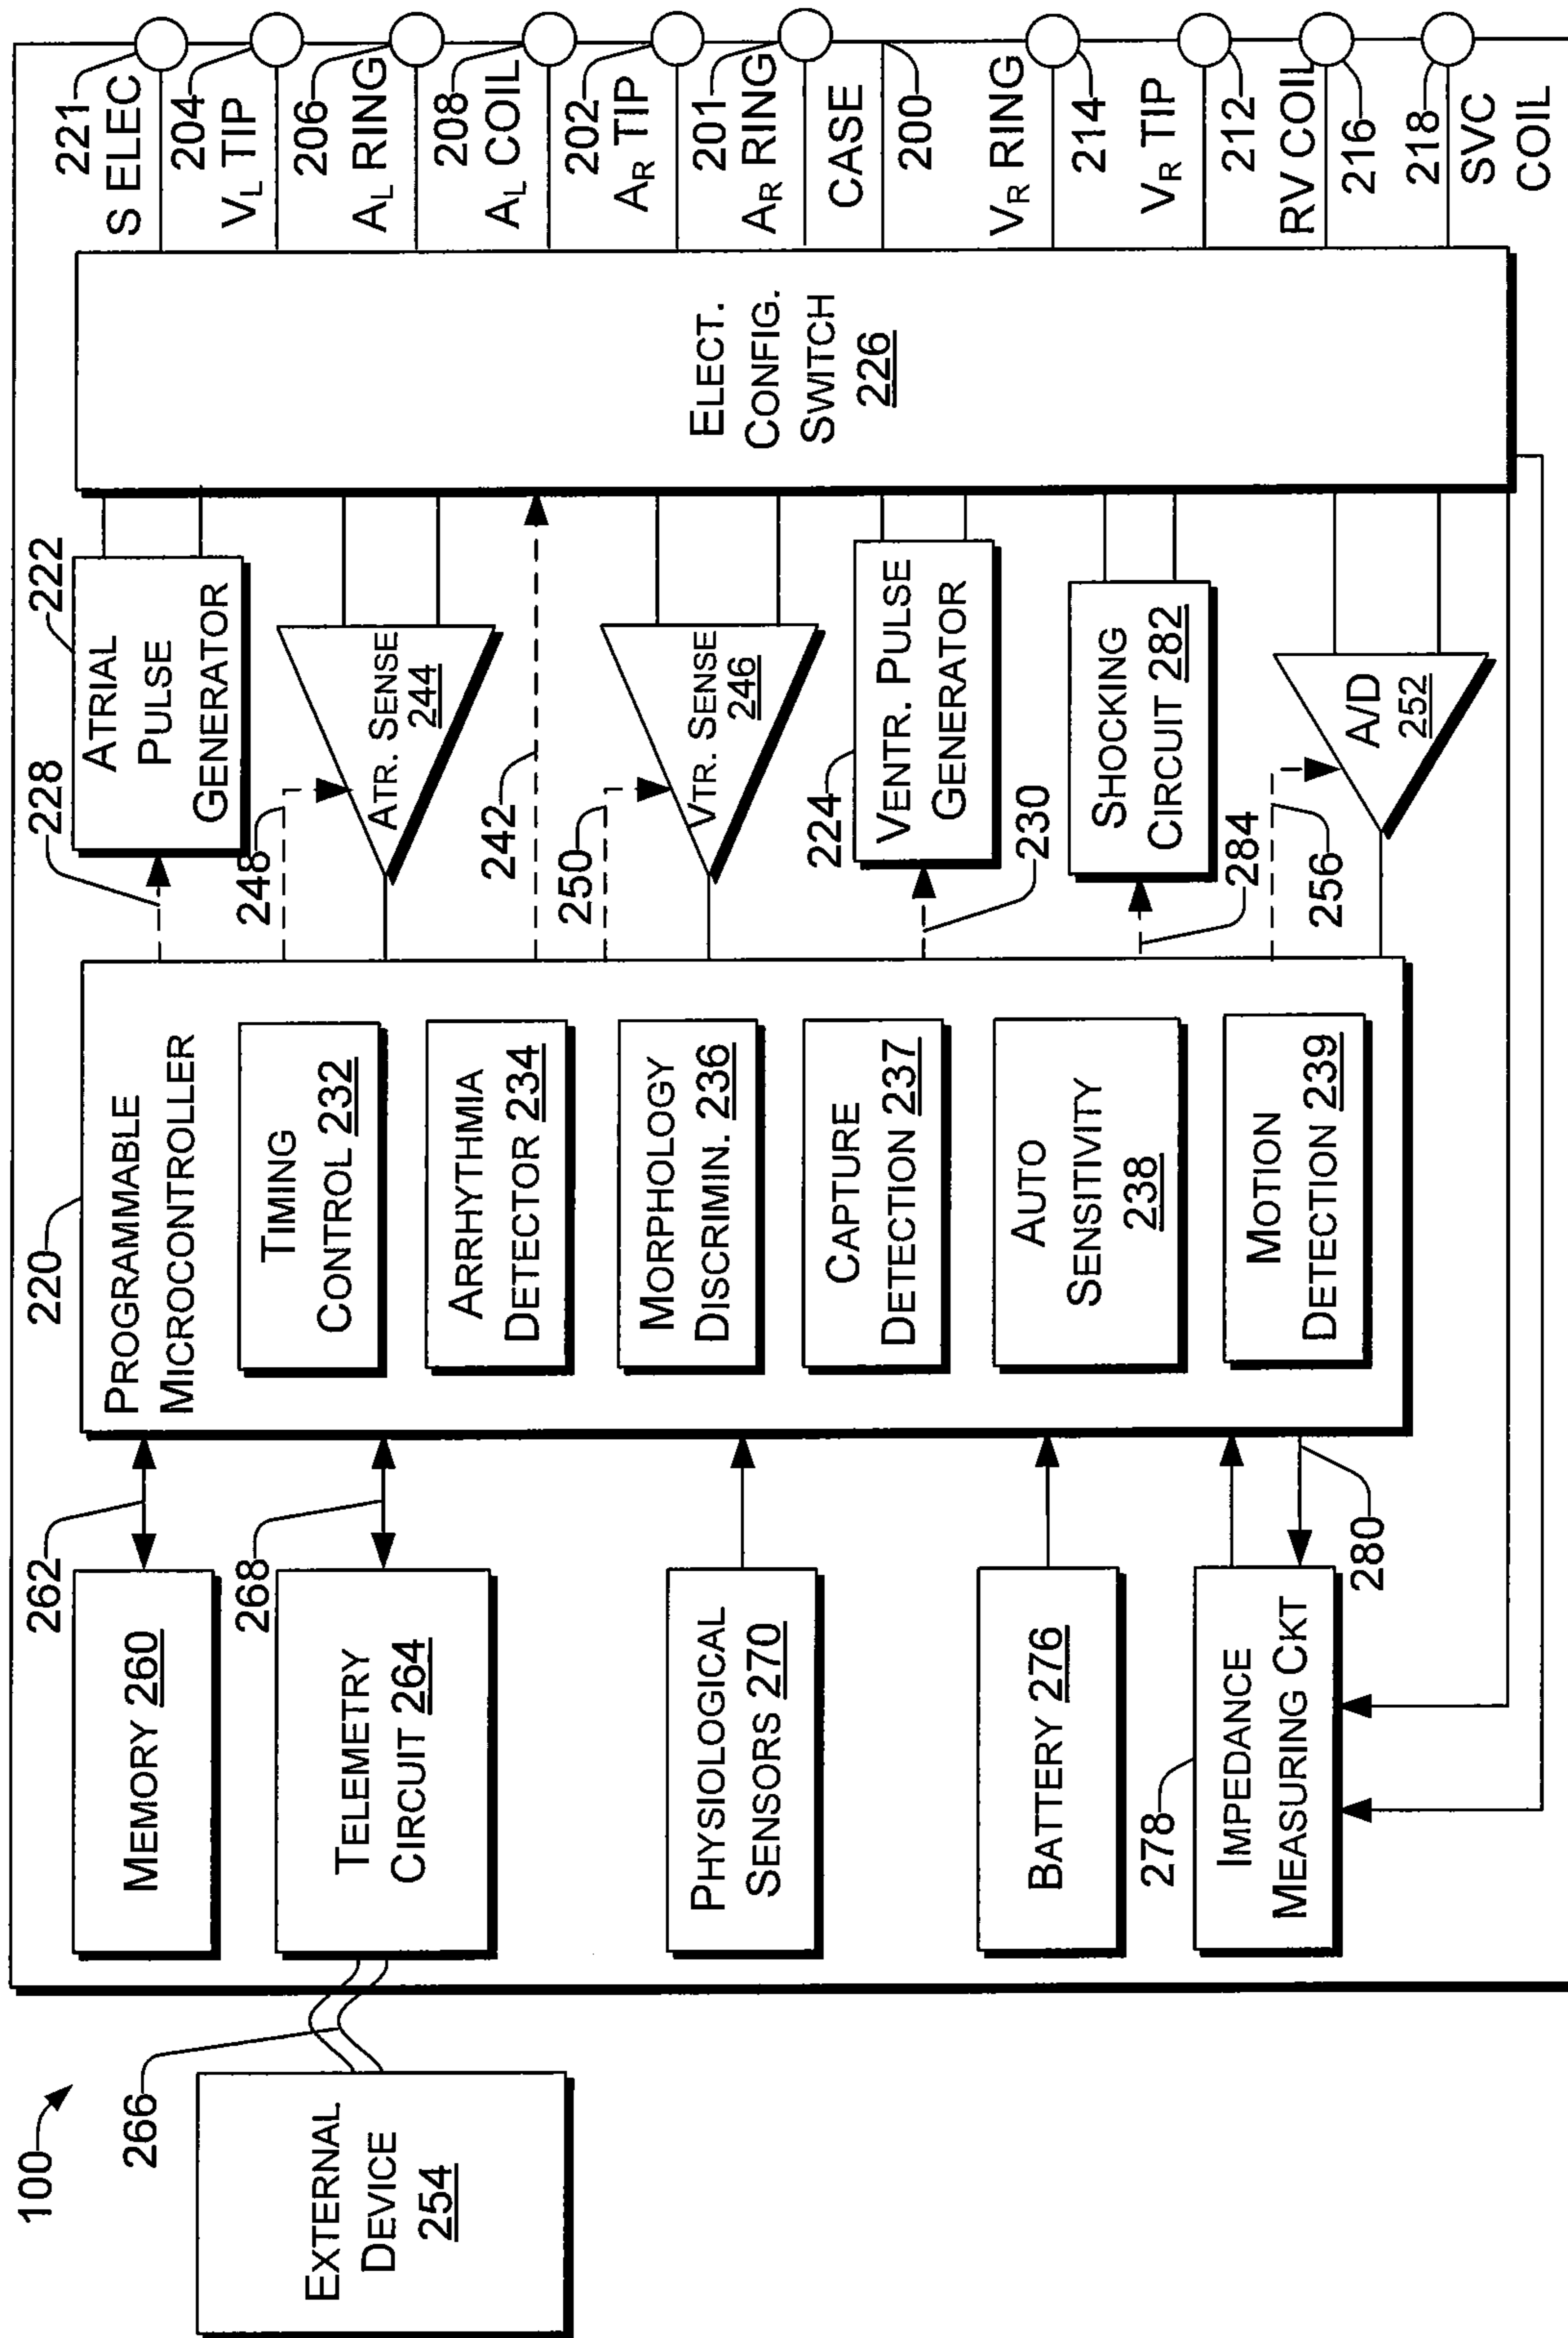 100
EXTERNAL
DEVICE
254
266
262
MEMORY 260
268
TELEMETRY
CIRCUIT 264
PHYSIOLOGICAL
SENSORS 270
BATTERY 276
278
IMPEDANCE
MEASURING CKT
280
220
PROGRAMMABLE
MICROCONTROLLER
TIMING
CONTROL 232
ARRHYTHMIA
DETECTOR 234
MORPHOLOGY
DISCRIMIN. 236
CAPTURE
DETECTION 237
AUTO
SENSITIVITY
238
MOTION
DETECTION 239
228
222
ATRIAL
PULSE
GENERATOR
248
ATR. SENSE
244
242
250
VTR. SENSE
246
224
VENTR. PULSE
GENERATOR
230
SHOCKING
CIRCUIT 282
284
256
A/D
252
ELECT.
CONFIG.
SWITCH
226
221
S ELEC
204
VL TIP
206
AL RING
208
AL COIL
202
AR TIP
201
AR RING
CASE
200
VR RING
214
VR TIP
212
RV COIL
216
218
SVC
COIL